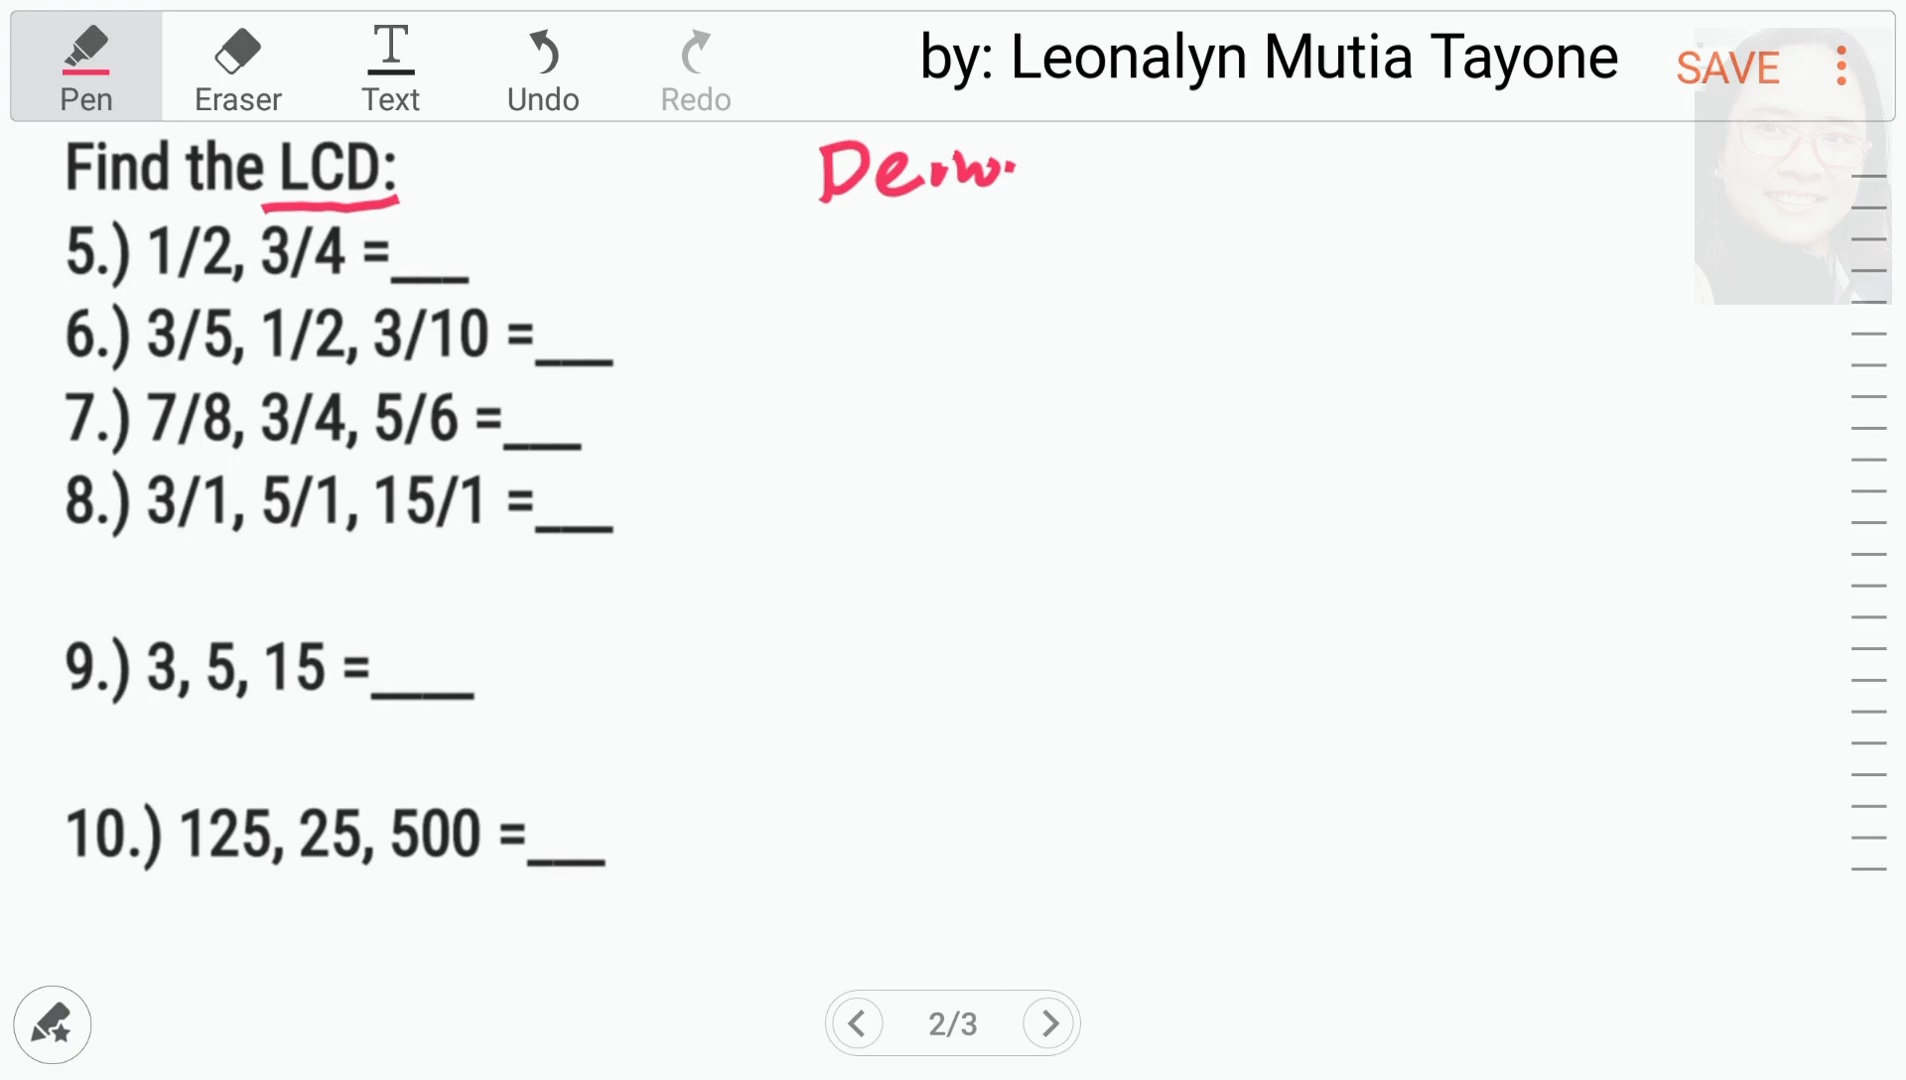 Pen Eraser Text Undo Redo by: Leonalyn Mutia Tayone SAVE
Find the LCD:
5.) 1/2, 3/4 =___
6.) 3/5, 1/2, 3/10 =___
7.) 7/8, 3/4, 5/6 =___
8.) 3/1, 5/1, 15/1 =___
9.) 3, 5, 15 =____
10.) 125, 25, 500 =___
2/3